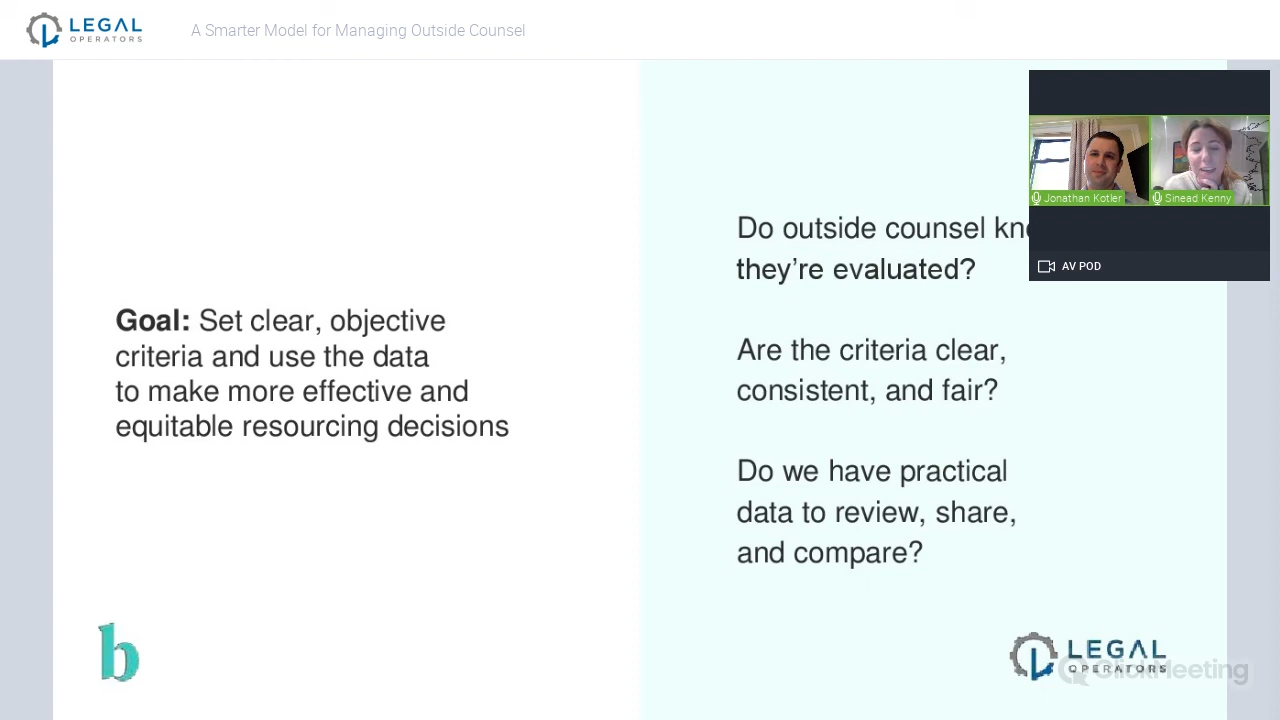 LEGAL
OPERATORS
A Smarter Model for Managing Outside Counsel
Jonathan Kotler
Sinead Kenny
AV POD
Goal: Set clear, objective
criteria and use the data
to make more effective and
equitable resourcing decisions
Do outside counsel
they’re evaluated?
Are the criteria clear,
consistent, and fair?
Do we have practical
data to review, share,
and compare?
b
LEGAL
OPERATORS
ClickMeeting